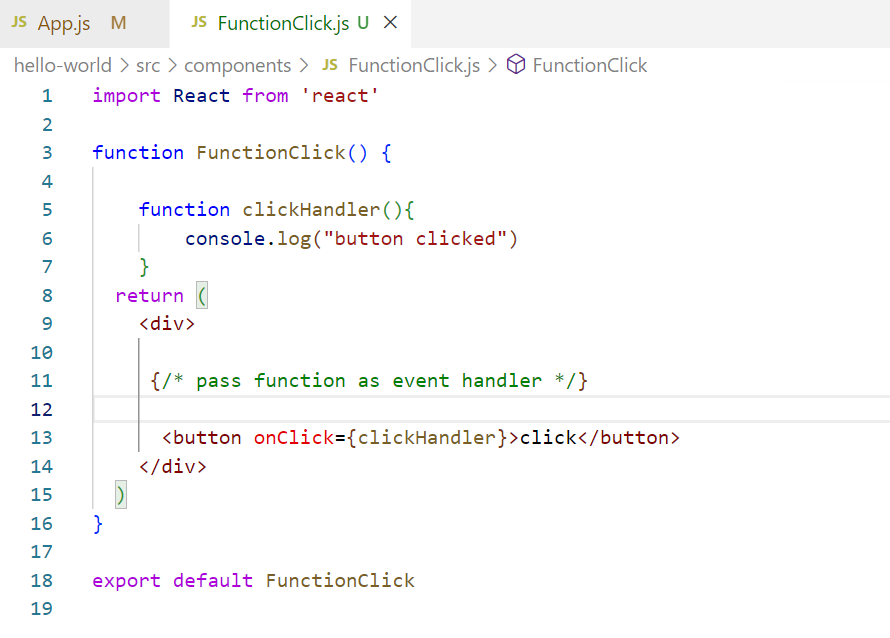 JS App.js M JS FunctionClick.js U ×
hello-world > src > components > JS FunctionClick.js > FunctionClick
1 import React from 'react'
2
3 function FunctionClick() {
4
5 function clickHandler(){
6 console.log("button clicked")
7 }
8 return (
9 <div>
10
11 {/* pass function as event handler */}
12
13 <button onClick={clickHandler}>click</button>
14 </div>
15 )
16 }
17
18 export default FunctionClick
19